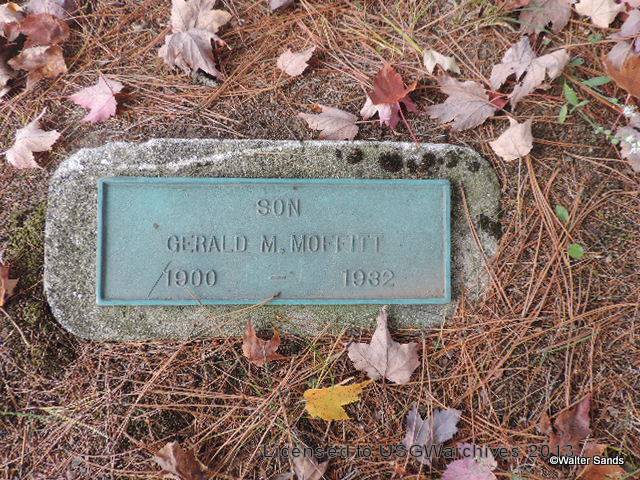 SON
GERALD M. MOFFITT
1900 - 1932
Licensed to USGWarchives 2013
©Walter Sands